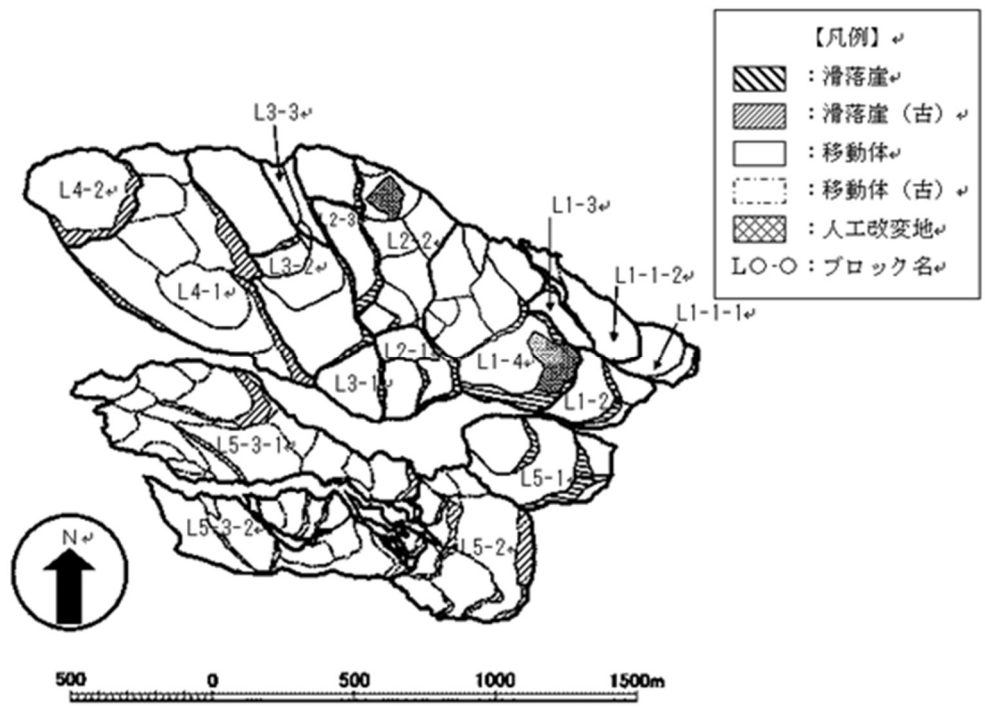 【凡例】↵
：滑落崖↵
：滑落崖（古）↵
：移動体↵
：移動体（古）↵
：人工改変地↵
L○-○：ブロック名↵
L3-3↵
L4-2↵
L1-3↵
L2-3
L2-2↵
L3-2↵
L1-1-2↵
L4-1↵
L1-1-1↵
L2-1↵
L1-4↵
L3-1↵
L1-2↵
L5-3-1↵
L5-1↵
L5-3-2↵
L5-2↵
N↵
500 0 500 1000 1500m